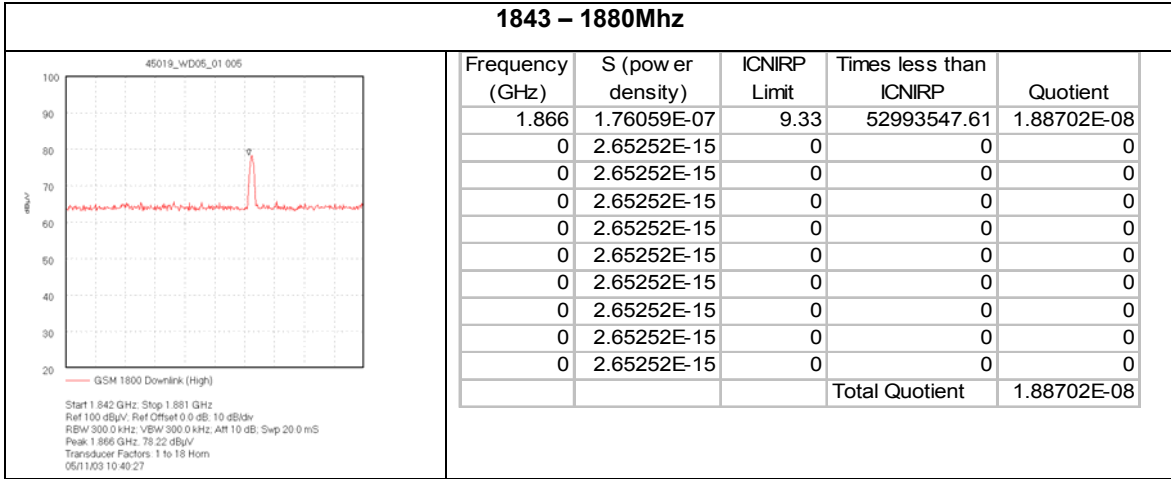 1843 – 1880Mhz
45019_WD05_01 005
100
90
80
70
60
50
40
30
20
dBµV
GSM 1800 Downlink (High)
Start 1.842 GHz; Stop 1.881 GHz
Ref 100 dBµV; Ref Offset 0.0 dB; 10 dB/div
RBW 300.0 kHz; VBW 300.0 kHz; Att 10 dB; Swp 20.0 mS
Peak 1.866 GHz, 78.22 dBµV
Transducer Factors: 1 to 18 Horn
05/11/03 10:40:27
Frequency (GHz) S (pow er density) ICNIRP Limit Times less than ICNIRP Quotient
1.866 1.76059E-07 9.33 52993547.61 1.88702E-08
0 2.65252E-15 0 0 0
0 2.65252E-15 0 0 0
0 2.65252E-15 0 0 0
0 2.65252E-15 0 0 0
0 2.65252E-15 0 0 0
0 2.65252E-15 0 0 0
0 2.65252E-15 0 0 0
0 2.65252E-15 0 0 0
0 2.65252E-15 0 0 0
Total Quotient 1.88702E-08